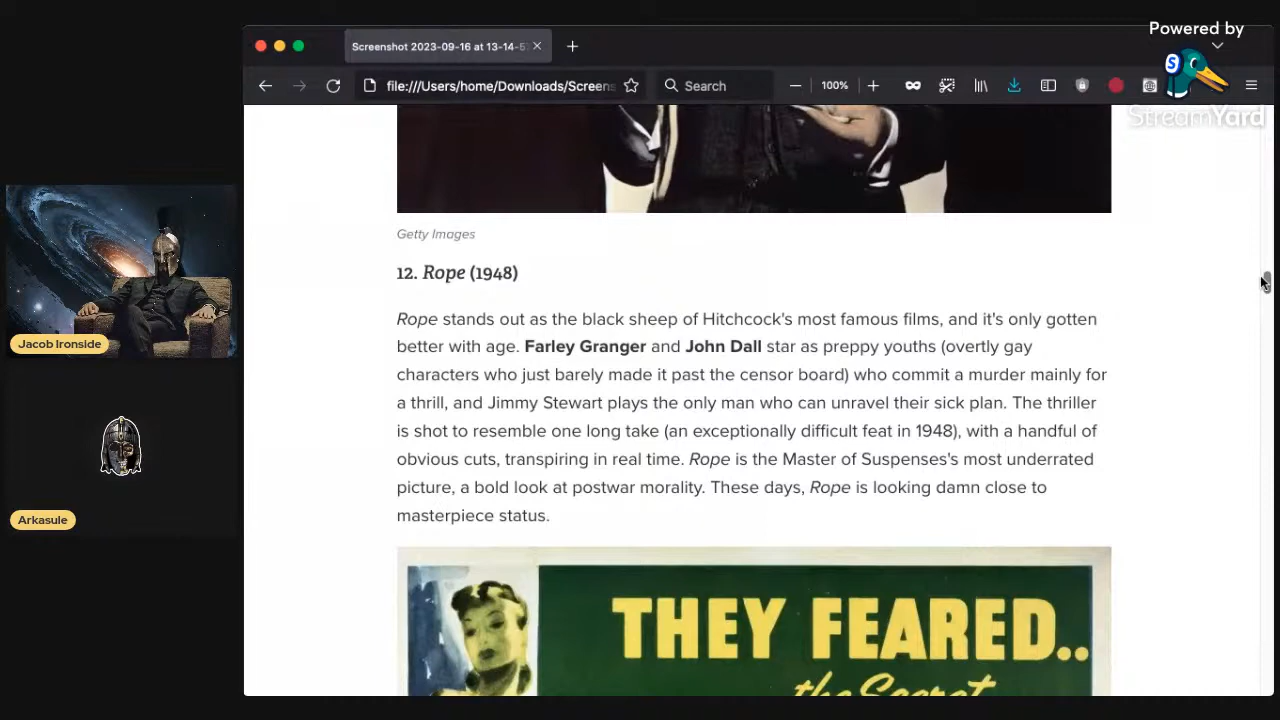 Powered by
StreamYard
Screenshot 2023-09-16 at 13-14-5
file:///Users/home/Downloads/Screens
Search
100%
Getty Images
12. Rope (1948)
Rope stands out as the black sheep of Hitchcock's most famous films, and it's only gotten
better with age. Farley Granger and John Dall star as preppy youths (overtly gay
characters who just barely made it past the censor board) who commit a murder mainly for
a thrill, and Jimmy Stewart plays the only man who can unravel their sick plan. The thriller
is shot to resemble one long take (an exceptionally difficult feat in 1948), with a handful of
obvious cuts, transpiring in real time. Rope is the Master of Suspenses's most underrated
picture, a bold look at postwar morality. These days, Rope is looking damn close to
masterpiece status.
THEY FEARED..
the Secret
Jacob Ironside
Arkasule